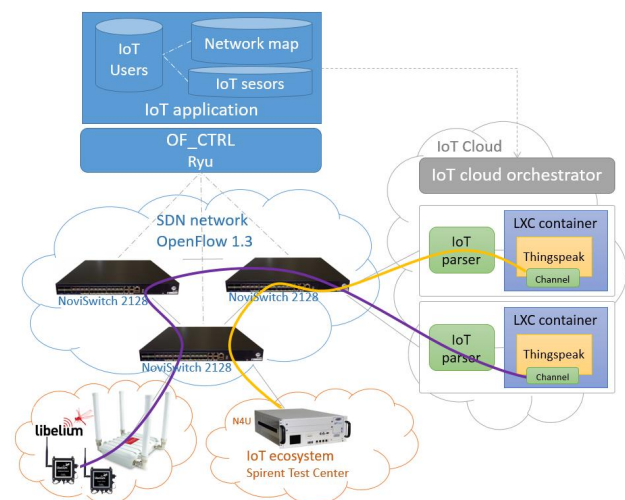 IoT
Users
Network map
IoT sesors
IoT application
OF_CTRL
Ryu
IoT Cloud
IoT cloud orchestrator
SDN network
OpenFlow 1.3
LXC container
IoT
parser
Thingspeak
Channel
NoviSwitch 2128
NoviSwitch 2128
LXC container
IoT
parser
Thingspeak
Channel
NoviSwitch 2128
libelium
N4U
IoT ecosystem
Spirent Test Center